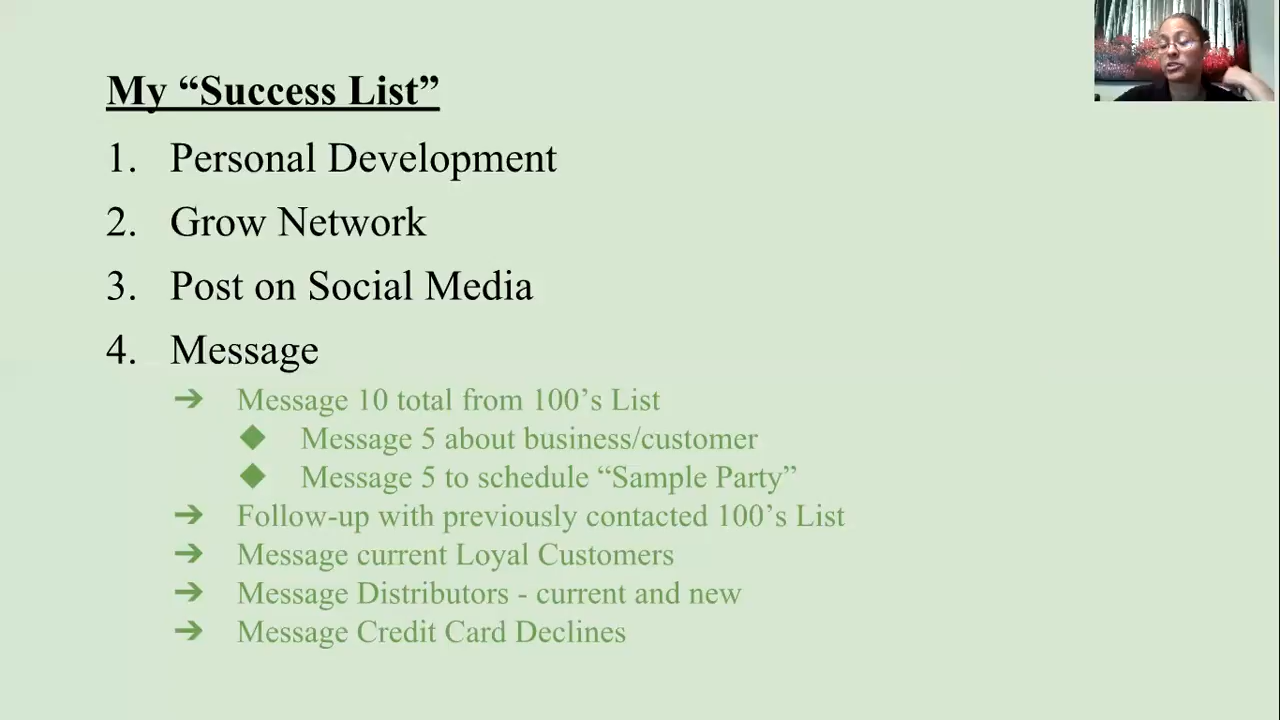 My “Success List”
1. Personal Development
2. Grow Network
3. Post on Social Media
4. Message
➔ Message 10 total from 100’s List
◆ Message 5 about business/customer
◆ Message 5 to schedule “Sample Party”
➔ Follow-up with previously contacted 100’s List
➔ Message current Loyal Customers
➔ Message Distributors - current and new
➔ Message Credit Card Declines